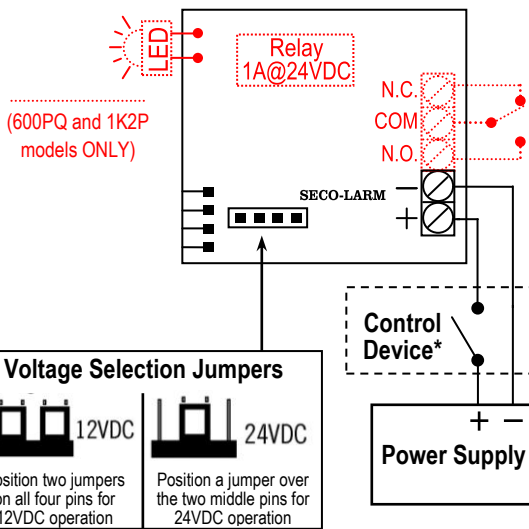 LED
Relay
1A@24VDC
(600PQ and 1K2P
models ONLY)
N.C.
COM
N.O.
SECO-LARM
−
+
Control
Device*
Voltage Selection Jumpers
12VDC
24VDC
two jumpers
all four pins for
12VDC operation
Position a jumper over
the two middle pins for
24VDC operation
+ −
Power Supply